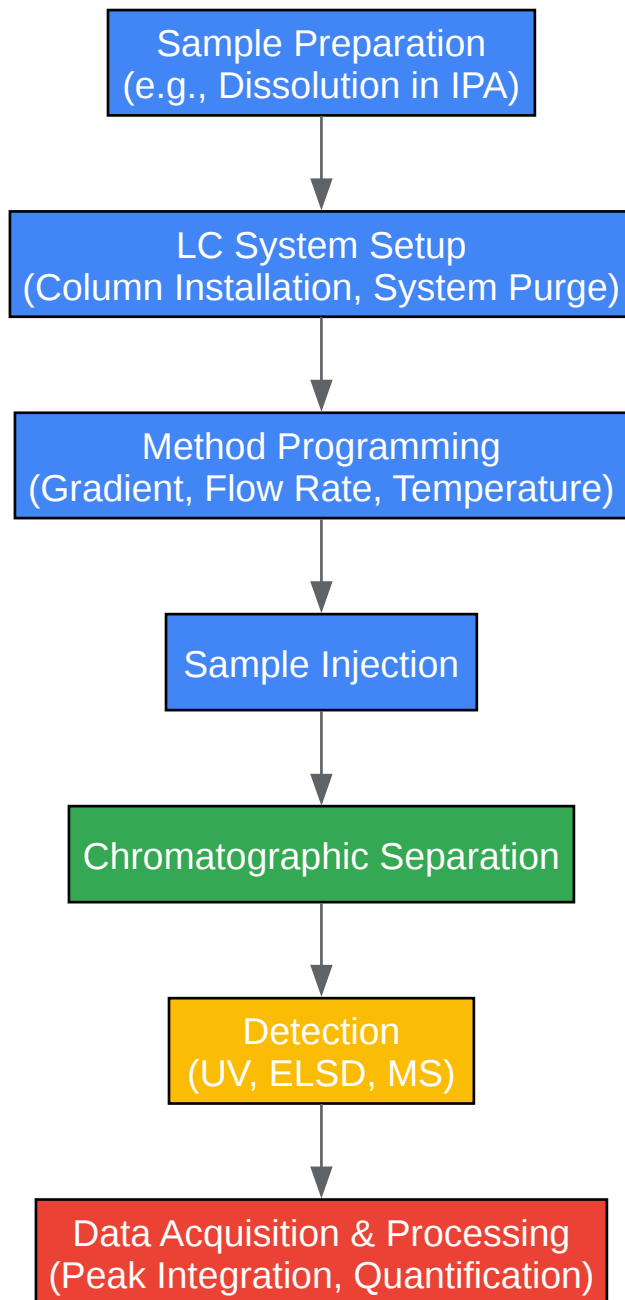 Sample Preparation
(e.g., Dissolution in IPA)
LC System Setup
(Column Installation, System Purge)
Method Programming
(Gradient, Flow Rate, Temperature)
Sample Injection
Chromatographic Separation
Detection
(UV, ELSD, MS)
Data Acquisition & Processing
(Peak Integration, Quantification)